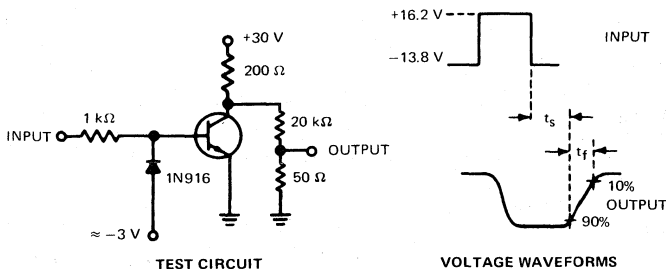 +30 V
200 Ω
1 kΩ
20 kΩ
INPUT
OUTPUT
1N916
50 Ω
≈ −3 V
TEST CIRCUIT
+16.2 V
INPUT
−13.8 V
ts
tf
10%
OUTPUT
90%
VOLTAGE WAVEFORMS